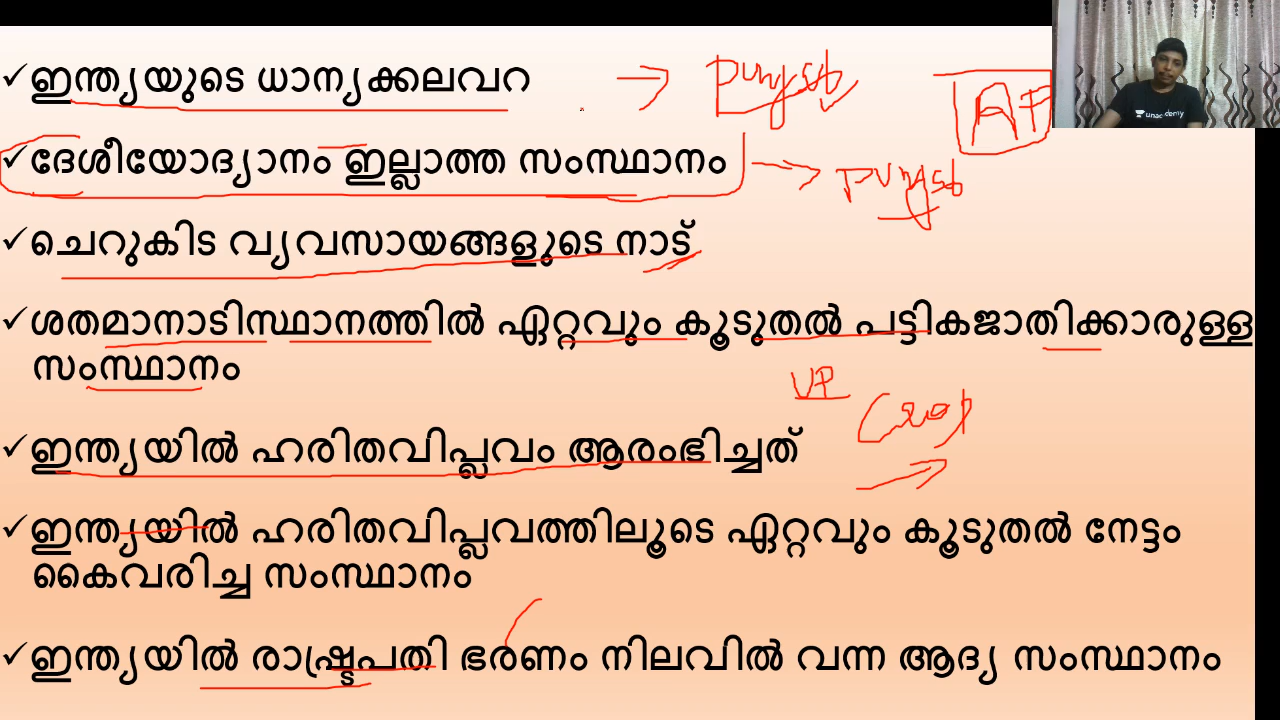 ✓ഇന്ത്യയുടെ ധാന്യക്കലവറ → Punjab
AP
unacademy
✓ദേശീയോദ്യാനം ഇല്ലാത്ത സംസ്ഥാനം → Punjab
✓ചെറുകിട വ്യവസായങ്ങളുടെ നാട്
✓ശതമാനാടിസ്ഥാനത്തിൽ ഏറ്റവും കൂടുതൽ പട്ടികജാതിക്കാരുള്ള
സംസ്ഥാനം
UP
✓ഇന്ത്യയിൽ ഹരിതവിപ്ലവം ആരംഭിച്ചത്
✓ഇന്ത്യയിൽ ഹരിതവിപ്ലവത്തിലൂടെ ഏറ്റവും കൂടുതൽ നേട്ടം
കൈവരിച്ച സംസ്ഥാനം
✓ഇന്ത്യയിൽ രാഷ്ട്രപതി ഭരണം നിലവിൽ വന്ന ആദ്യ സംസ്ഥാനം